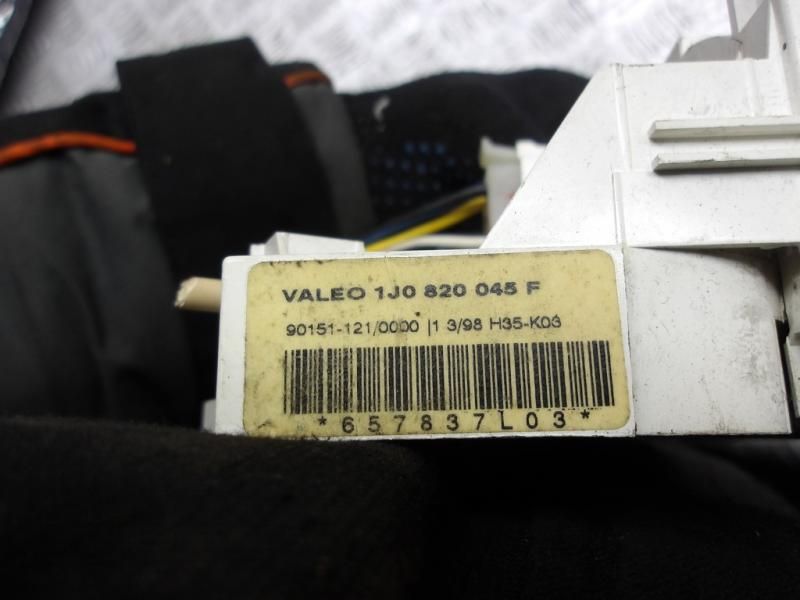 VALEO 1J0 820 045 F
90151-121/0000 |1 3/98 H35-K03
*657837L03*